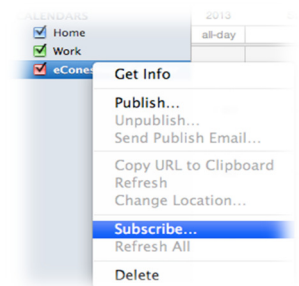 CALENDARS 2013
Home all-day
Work
eCones
Get Info
Publish...
Unpublish...
Send Publish Email...
Copy URL to Clipboard
Refresh
Change Location...
Subscribe...
Refresh All
Delete